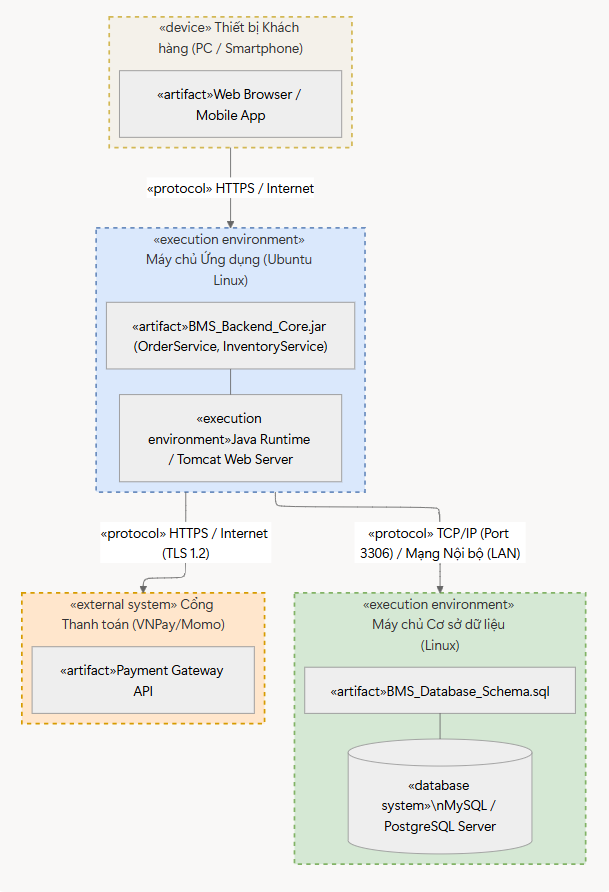 «device» Thiết bị Khách
hàng (PC / Smartphone)
«artifact»Web Browser /
Mobile App
«protocol» HTTPS / Internet
«execution environment»
Máy chủ Ứng dụng (Ubuntu
Linux)
«artifact»BMS_Backend_Core.jar
(OrderService, InventoryService)
«execution
environment»Java Runtime
/ Tomcat Web Server
«protocol» HTTPS / Internet
(TLS 1.2)
«protocol» TCP/IP (Port
3306) / Mạng Nội bộ (LAN)
«external system» Cổng
Thanh toán (VNPay/Momo)
«artifact»Payment Gateway
API
«execution environment»
Máy chủ Cơ sở dữ liệu
(Linux)
«artifact»BMS_Database_Schema.sql
«database
system»\nMySQL /
PostgreSQL Server